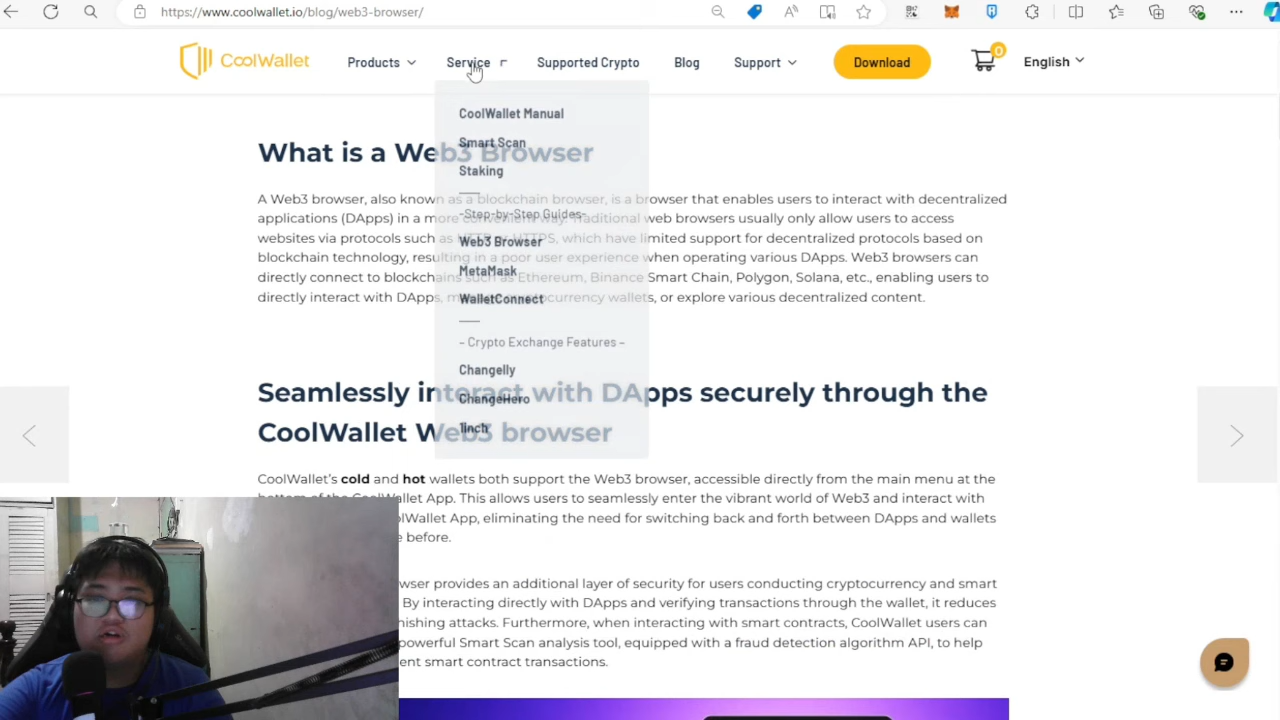 https://www.coolwallet.io/blog/web3-browser/
CoolWallet
Products
Service
Supported Crypto
Blog
Support
Download
0
English
CoolWallet Manual
Smart Scan
Staking
-Step-by-Step Guides-
Web3 Browser
MetaMask
WalletConnect
– Crypto Exchange Features –
Changelly
ChangeHero
1inch
What is a Web3 Browser
A Web3 browser, also known as a blockchain browser, is a browser that enables users to interact with decentralized
applications (DApps) in a more convenient way. Traditional web browsers usually only allow users to access
websites via protocols such as HTTP or HTTPS, which have limited support for decentralized protocols based on
blockchain technology, resulting in a poor user experience when operating various DApps. Web3 browsers can
directly connect to blockchains such as Ethereum, Binance Smart Chain, Polygon, Solana, etc., enabling users to
directly interact with DApps, cryptocurrency wallets, or explore various decentralized content.
Seamlessly interact with DApps securely through the
CoolWallet Web3 browser
CoolWallet's cold and hot wallets both support the Web3 browser, accessible directly from the main menu at the
bottom of the CoolWallet App. This allows users to seamlessly enter the vibrant world of Web3 and interact with
CoolWallet App, eliminating the need for switching back and forth between DApps and wallets
before.
provides an additional layer of security for users conducting cryptocurrency and smart
By interacting directly with DApps and verifying transactions through the wallet, it reduces
attacks. Furthermore, when interacting with smart contracts, CoolWallet users can
powerful Smart Scan analysis tool, equipped with a fraud detection algorithm API, to help
smart contract transactions.